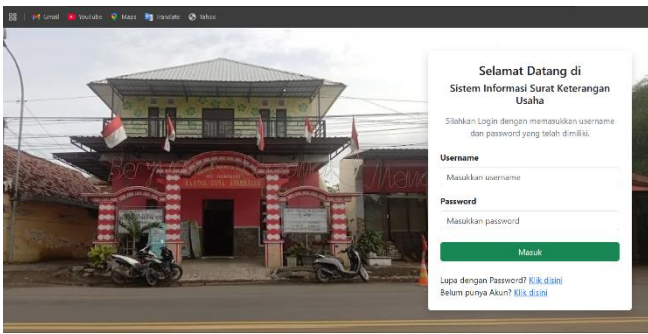 Gmail YouTube Maps Translate Yahoo
Selamat Datang di
Sistem Informasi Surat Keterangan
Usaha
Silahkan Login dengan memasukkan username
dan password yang telah dimiliki.
Username
Masukkan username
Password
Masukkan password
Masuk
Lupa dengan Password? Klik disini
Belum punya Akun? Klik disini